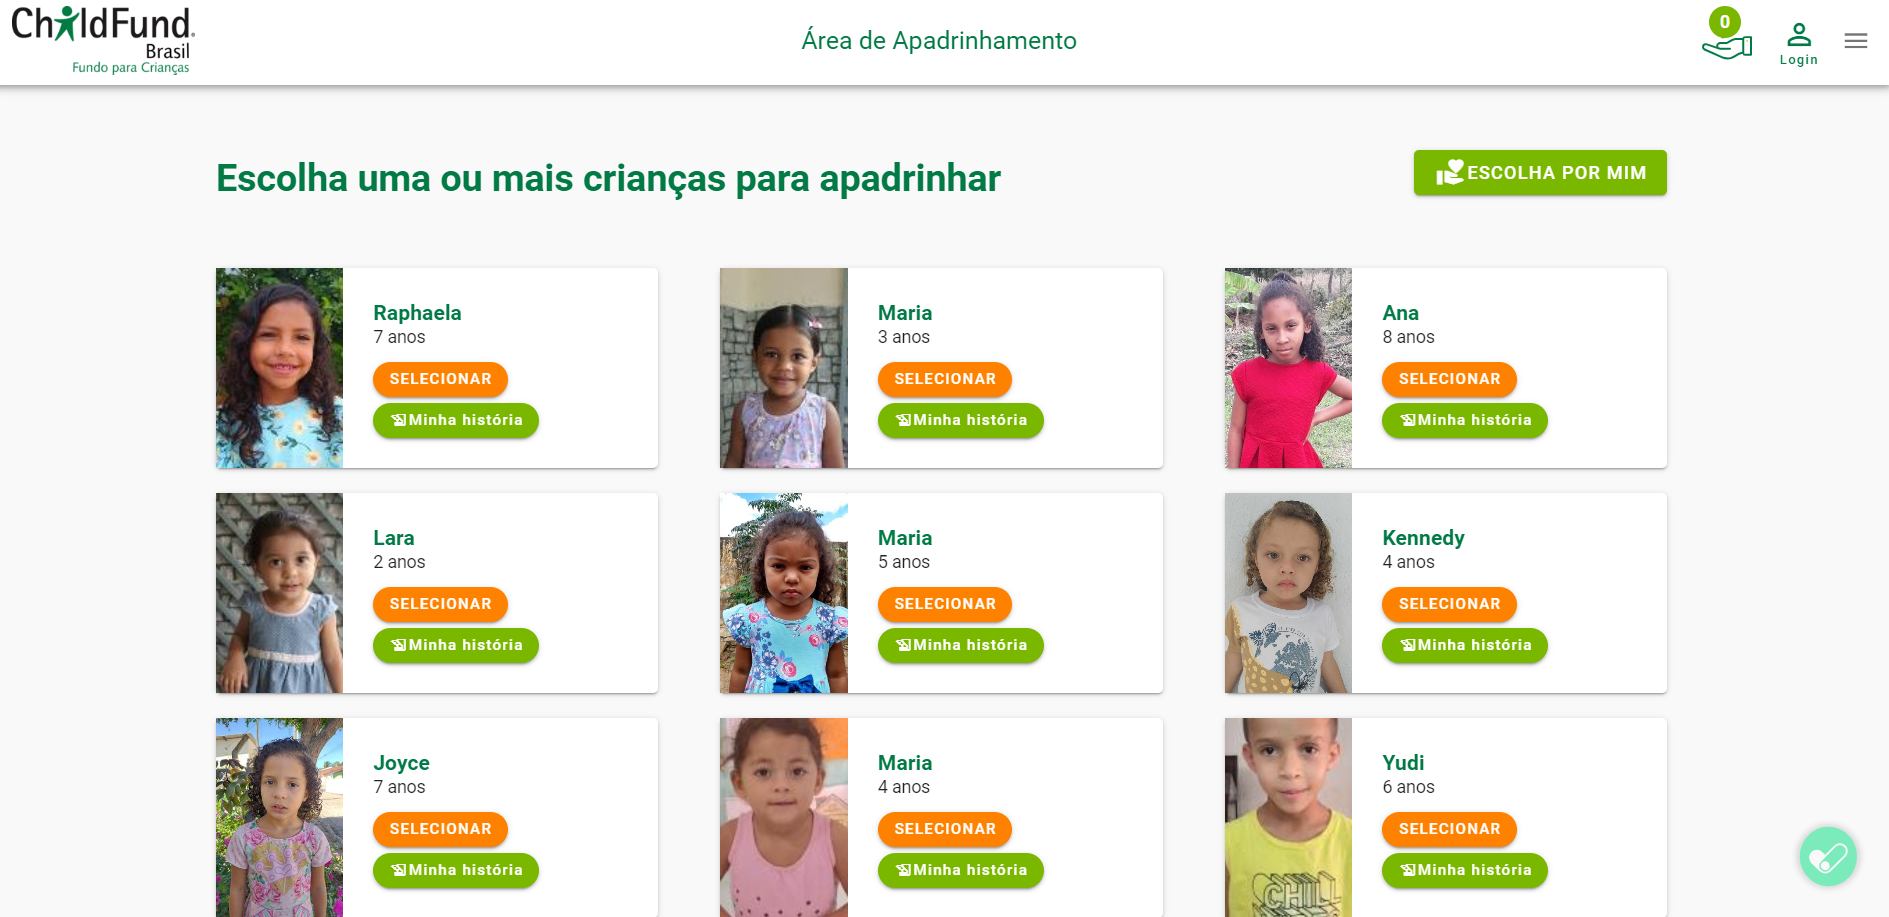 ChildFund
Brasil
Fundo para Crianças
Área de Apadrinhamento
0
Login
Escolha uma ou mais crianças para apadrinhar
ESCOLHA POR MIM
Raphaela
7 anos
SELECIONAR
Minha história
Maria
3 anos
SELECIONAR
Minha história
Ana
8 anos
SELECIONAR
Minha história
Lara
2 anos
SELECIONAR
Minha história
Maria
5 anos
SELECIONAR
Minha história
Kennedy
4 anos
SELECIONAR
Minha história
Joyce
7 anos
SELECIONAR
Minha história
Maria
4 anos
SELECIONAR
Minha história
Yudi
6 anos
SELECIONAR
Minha história
CHILL